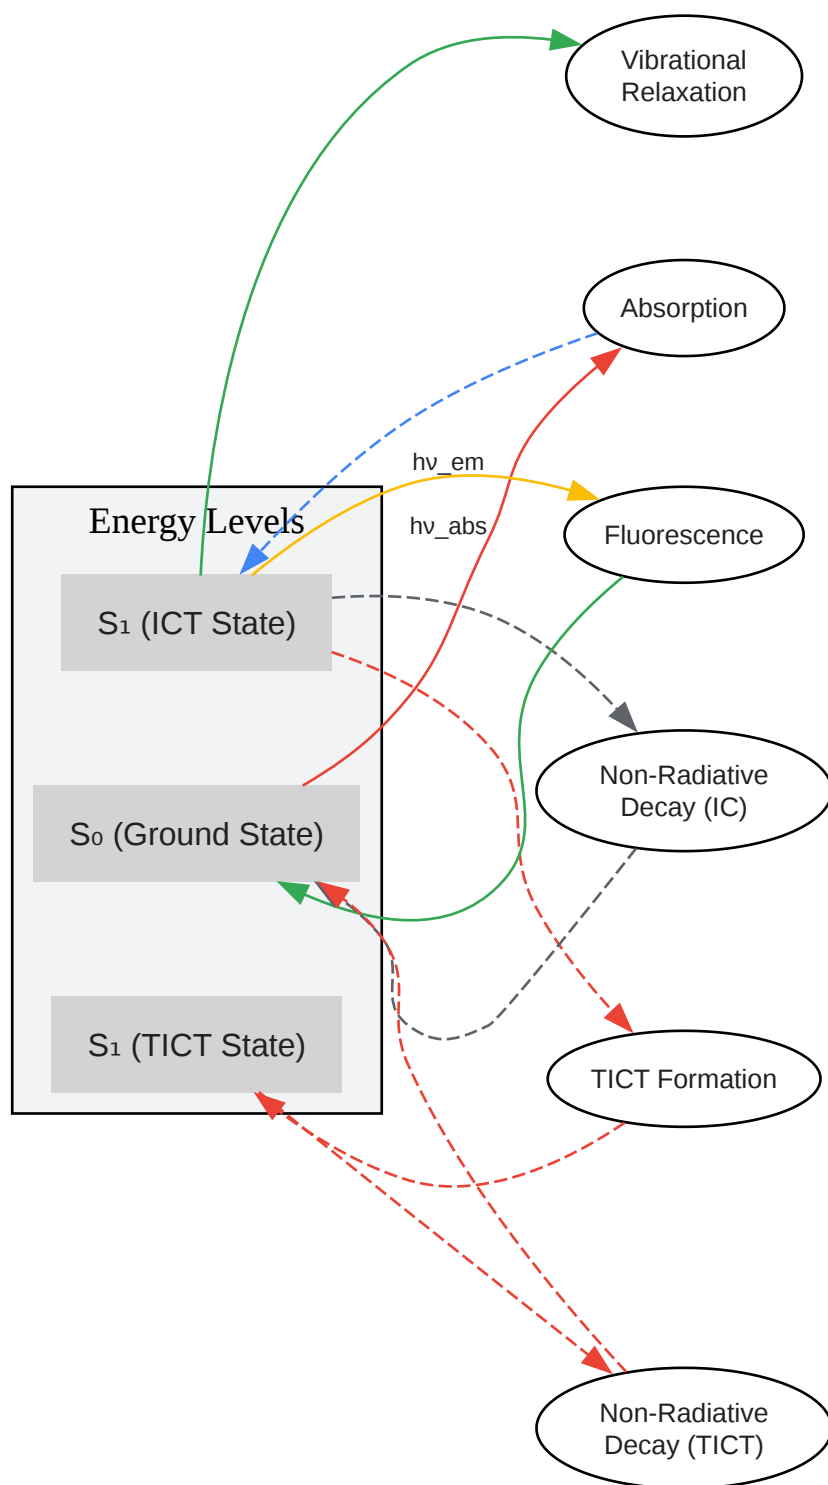 Vibrational
Relaxation
Absorption
hν_em
Energy Levels
hν_abs
Fluorescence
S₁ (ICT State)
Non-Radiative
Decay (IC)
S₀ (Ground State)
S₁ (TICT State)
TICT Formation
Non-Radiative
Decay (TICT)